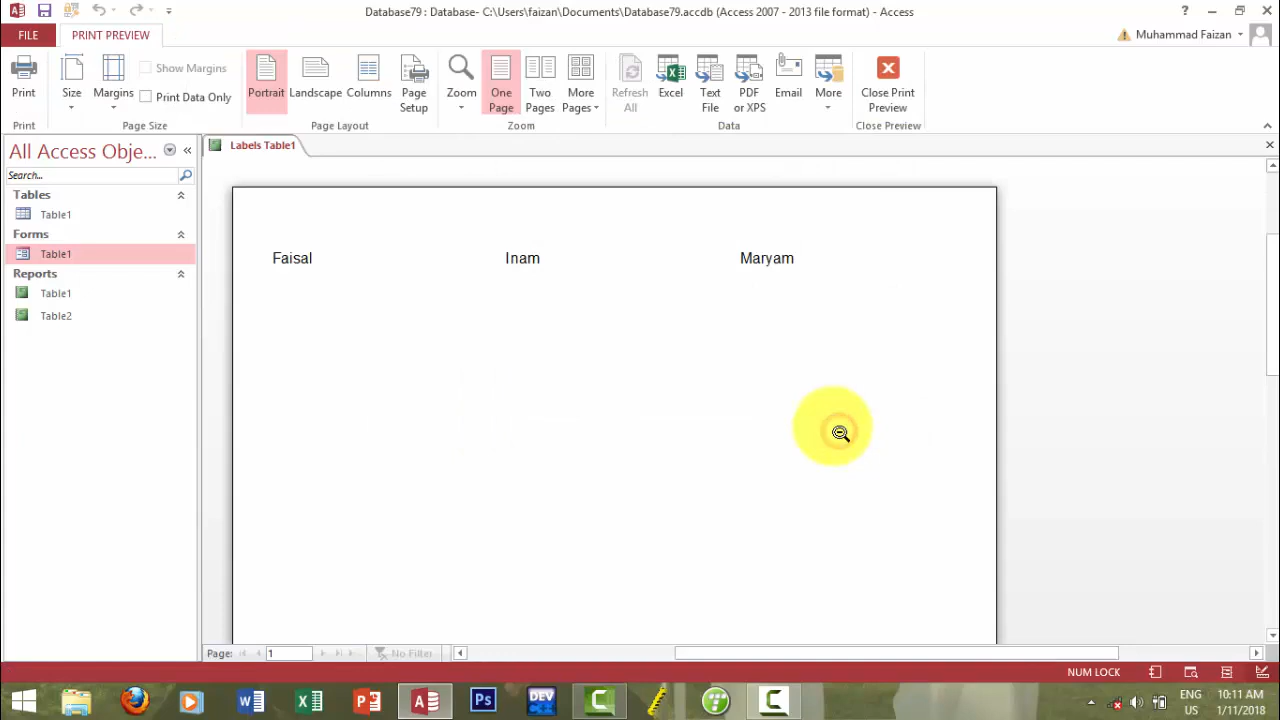 Database79 : Database- C:\Users\faizan\Documents\Database79.accdb (Access 2007 - 2013 file format) - Access
FILE PRINT PREVIEW Muhammad Faizan
Print Size Margins Show Margins Print Data Only Portrait Landscape Columns Page Setup Zoom One Page Two Pages More Pages Refresh All Excel Text File PDF or XPS Email More Close Print Preview
Print Page Size Page Layout Zoom Data Close Preview
All Access Obje... Labels Table1
Search...
Tables
Table1
Forms
Table1
Reports
Table1
Table2
Faisal Inam Maryam
Page: 1 No Filter
NUM LOCK
ENG 10:11 AM
US 1/11/2018